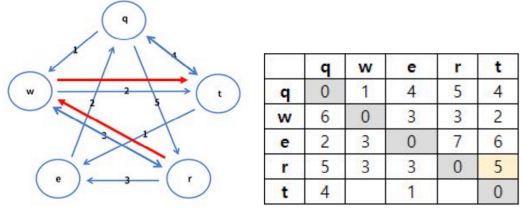 q
1
4
w
2
t
2
5
3
1
e
3
r
q w e r t
q 0 1 4 5 4
w 6 0 3 3 2
e 2 3 0 7 6
r 5 3 3 0 5
t 4 1 0